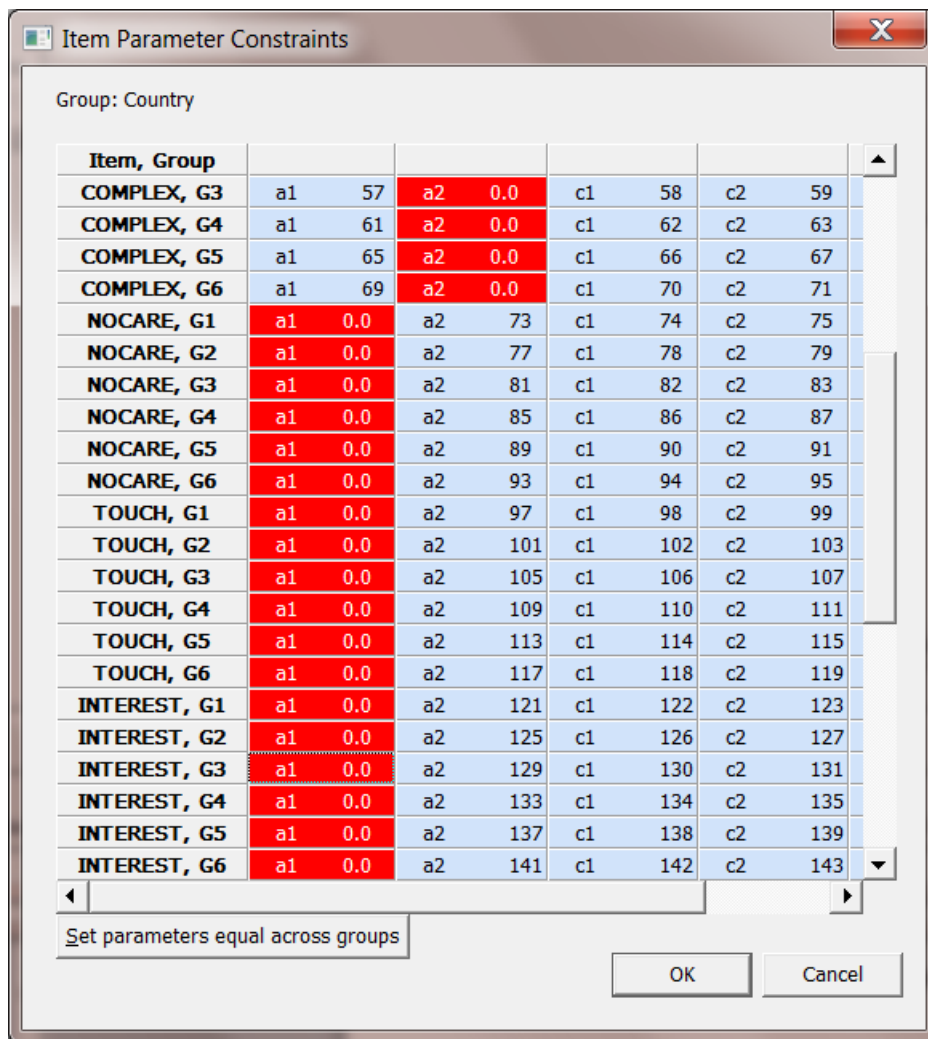 Item Parameter Constraints
Group: Country
Item, Group
COMPLEX, G3 a1 57 a2 0.0 c1 58 c2 59
COMPLEX, G4 a1 61 a2 0.0 c1 62 c2 63
COMPLEX, G5 a1 65 a2 0.0 c1 66 c2 67
COMPLEX, G6 a1 69 a2 0.0 c1 70 c2 71
NOCARE, G1 a1 0.0 a2 73 c1 74 c2 75
NOCARE, G2 a1 0.0 a2 77 c1 78 c2 79
NOCARE, G3 a1 0.0 a2 81 c1 82 c2 83
NOCARE, G4 a1 0.0 a2 85 c1 86 c2 87
NOCARE, G5 a1 0.0 a2 89 c1 90 c2 91
NOCARE, G6 a1 0.0 a2 93 c1 94 c2 95
TOUCH, G1 a1 0.0 a2 97 c1 98 c2 99
TOUCH, G2 a1 0.0 a2 101 c1 102 c2 103
TOUCH, G3 a1 0.0 a2 105 c1 106 c2 107
TOUCH, G4 a1 0.0 a2 109 c1 110 c2 111
TOUCH, G5 a1 0.0 a2 113 c1 114 c2 115
TOUCH, G6 a1 0.0 a2 117 c1 118 c2 119
INTEREST, G1 a1 0.0 a2 121 c1 122 c2 123
INTEREST, G2 a1 0.0 a2 125 c1 126 c2 127
INTEREST, G3 a1 0.0 a2 129 c1 130 c2 131
INTEREST, G4 a1 0.0 a2 133 c1 134 c2 135
INTEREST, G5 a1 0.0 a2 137 c1 138 c2 139
INTEREST, G6 a1 0.0 a2 141 c1 142 c2 143
Set parameters equal across groups
OK Cancel